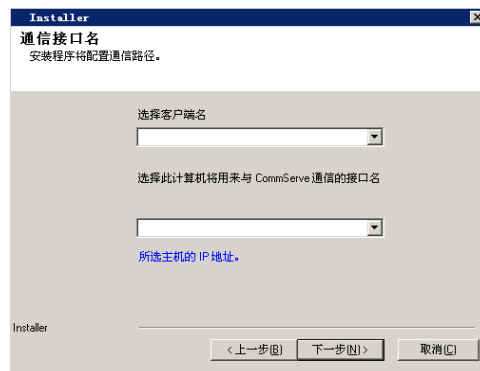 Installer
通信接口名
安装程序将配置通信路径。
选择客户端名
选择此计算机将用来与 CommServe 通信的接口名
所选主机的 IP 地址。
Installer
<上一步(B) 下一步(N)> 取消(C)